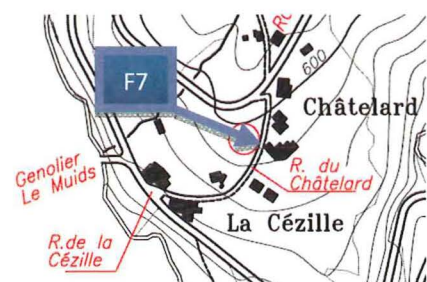 F7
600
Châtelard
Genolier
Le Muids
R. du
Châtelard
La Cézille
R. de la
Cézille